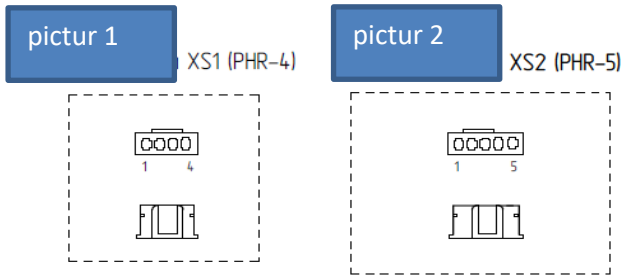 pictur 1
pictur 2
XS1 (PHR-4)
XS2 (PHR-5)
1 4
1 5